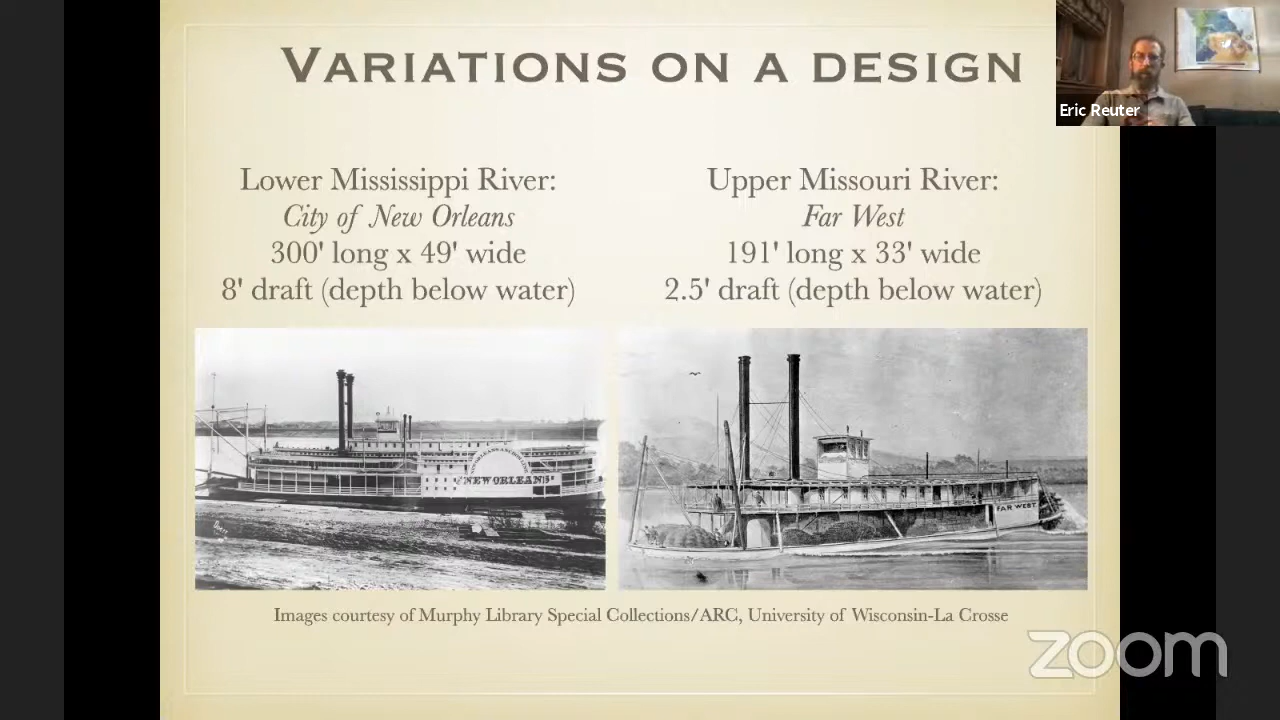 VARIATIONS ON A DESIGN
Eric Reuter
Lower Mississippi River:
City of New Orleans
300' long x 49' wide
8' draft (depth below water)
Upper Missouri River:
Far West
191' long x 33' wide
2.5' draft (depth below water)
NEW ORLEANS
FAR WEST
Images courtesy of Murphy Library Special Collections/ARC, University of Wisconsin-La Crosse
zoom